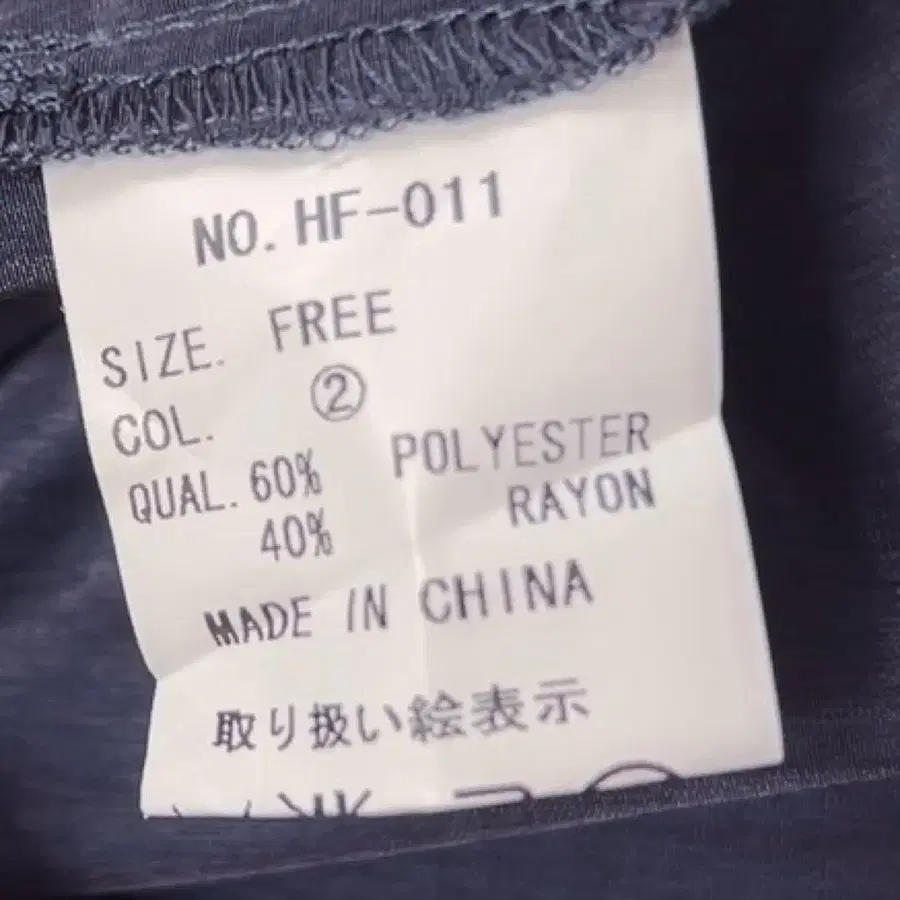 NO. HF-011
SIZE. FREE
COL. ②
QUAL. 60% POLYESTER
40% RAYON
MADE IN CHINA
取り扱い絵表示